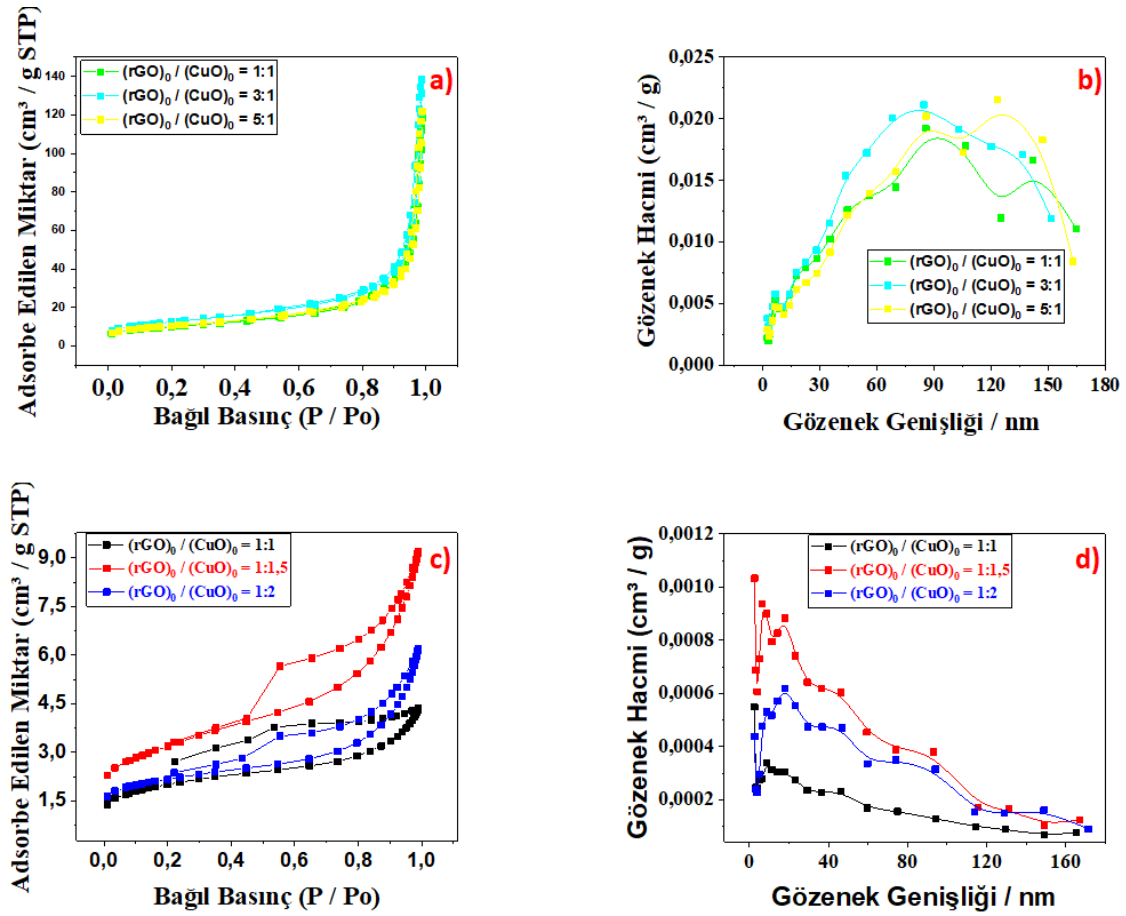 a)
(rGO)₀ / (CuO)₀ = 1:1
(rGO)₀ / (CuO)₀ = 3:1
(rGO)₀ / (CuO)₀ = 5:1
Adsorbe Edilen Miktar (cm³ / g STP)
140
120
100
80
60
40
20
0
0,0 0,2 0,4 0,6 0,8 1,0
Bağıl Basınç (P / Po)
b)
Gözenek Hacmi (cm³ / g)
0,025
0,020
0,015
0,010
0,005
0,000
(rGO)₀ / (CuO)₀ = 1:1
(rGO)₀ / (CuO)₀ = 3:1
(rGO)₀ / (CuO)₀ = 5:1
0 30 60 90 120 150 180
Gözenek Genişliği / nm
c)
(rGO)₀ / (CuO)₀ = 1:1
(rGO)₀ / (CuO)₀ = 1:1,5
(rGO)₀ / (CuO)₀ = 1:2
Adsorbe Edilen Miktar (cm³ / g STP)
9,0
7,5
6,0
4,5
3,0
1,5
0,0 0,2 0,4 0,6 0,8 1,0
Bağıl Basınç (P / Po)
d)
(rGO)₀ / (CuO)₀ = 1:1
(rGO)₀ / (CuO)₀ = 1:1,5
(rGO)₀ / (CuO)₀ = 1:2
Gözenek Hacmi (cm³ / g)
0,0012
0,0010
0,0008
0,0006
0,0004
0,0002
0 40 80 120 160
Gözenek Genişliği / nm